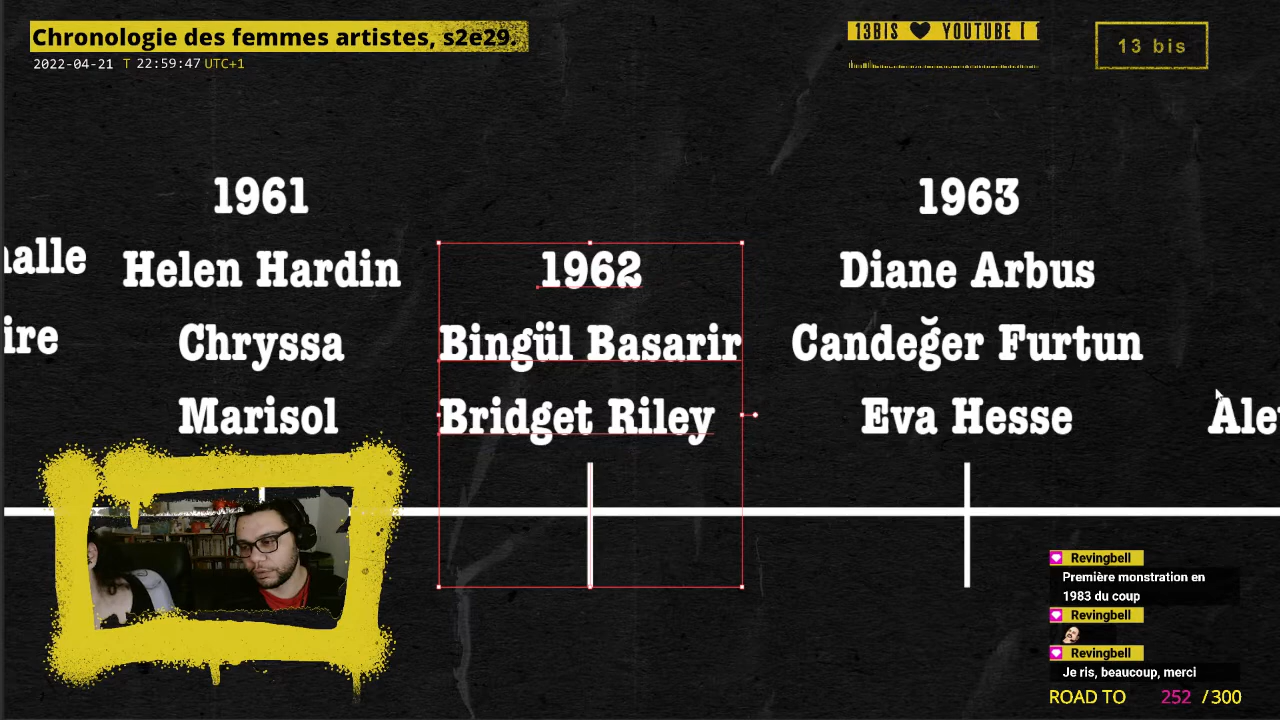 Chronologie des femmes artistes, s2e29.
2022-04-21 T 22:59:47 UTC+1
13BIS ♥ YOUTUBE [
13 bis
1961
Helen Hardin
Chryssa
Marisol
1962
Bingül Basarir
Bridget Riley
1963
Diane Arbus
Candeğer Furtun
Eva Hesse
Revingbell
Première monstration en
1983 du coup
Revingbell
Revingbell
Je ris, beaucoup, merci
ROAD TO 252 / 300